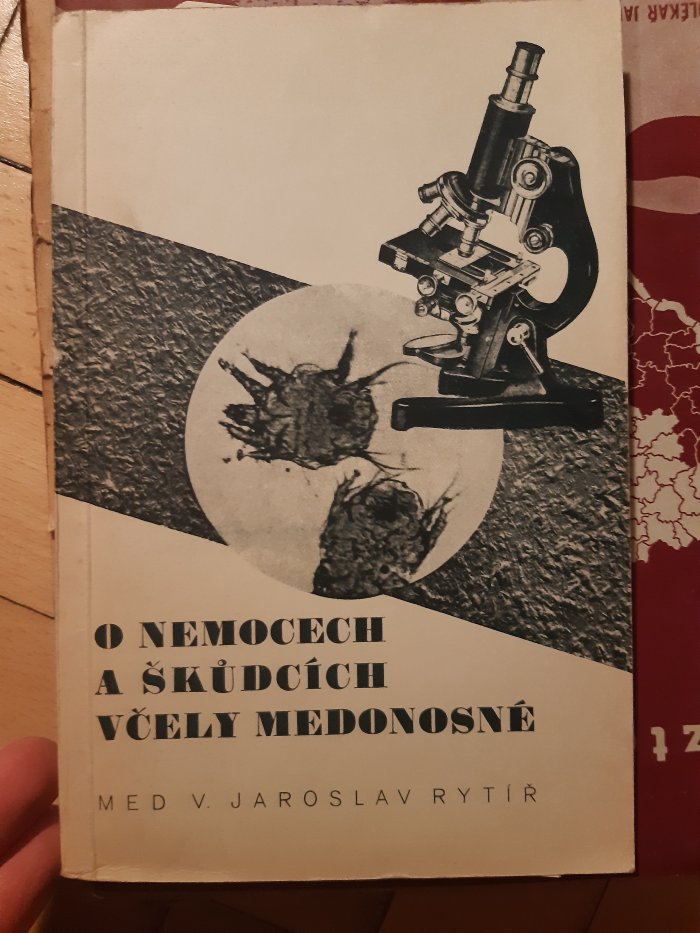 O NEMOCECH
A ŠKŮDCÍCH
VČELY MEDONOSNÉ
MED V. JAROSLAV RYTÍŘ